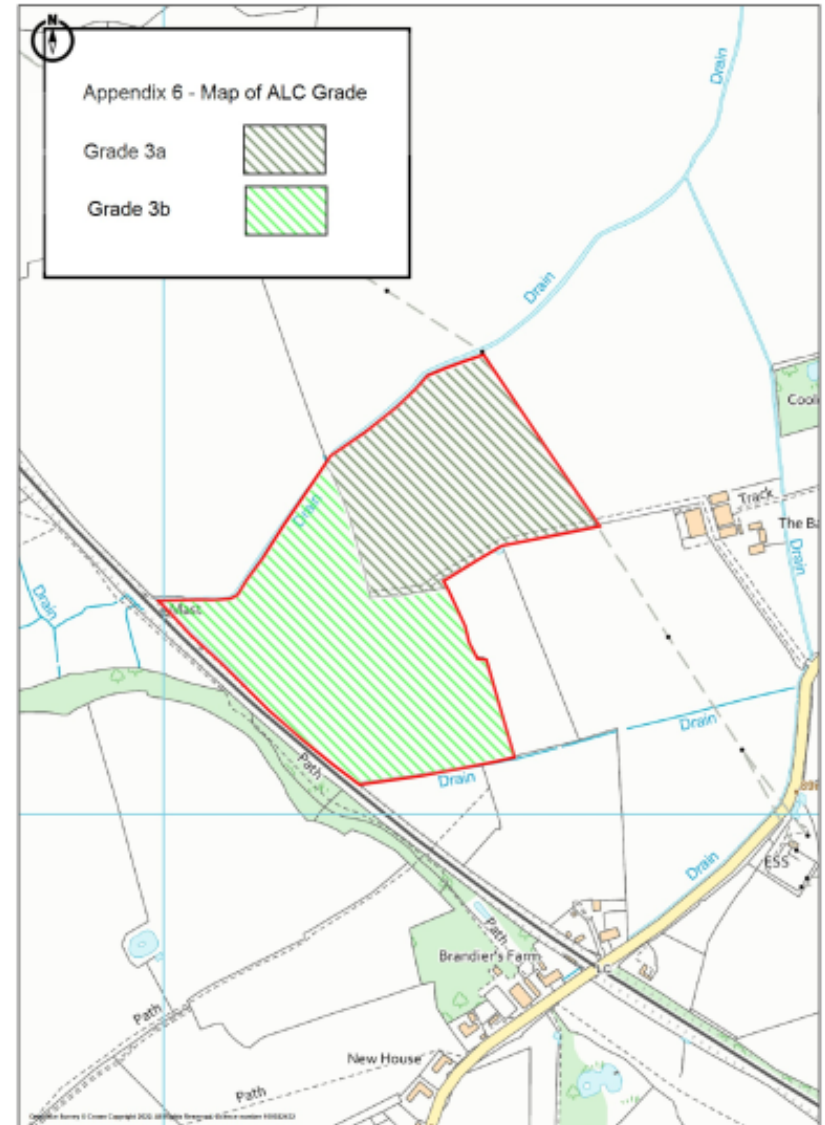 N
Appendix 6 - Map of ALC Grade
Grade 3a
Grade 3b
Drain
Drain
Cool
Track
The Ba
Drain
Drain
Mast
Drain
Drain
Path
Drain
Drain
ESS
Path
Brandier's Farm
LC
Path
New House
Path